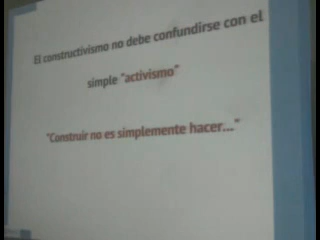 El constructivismo no debe confundirse con el
simple "activismo"
"Construir no es simplemente hacer..."